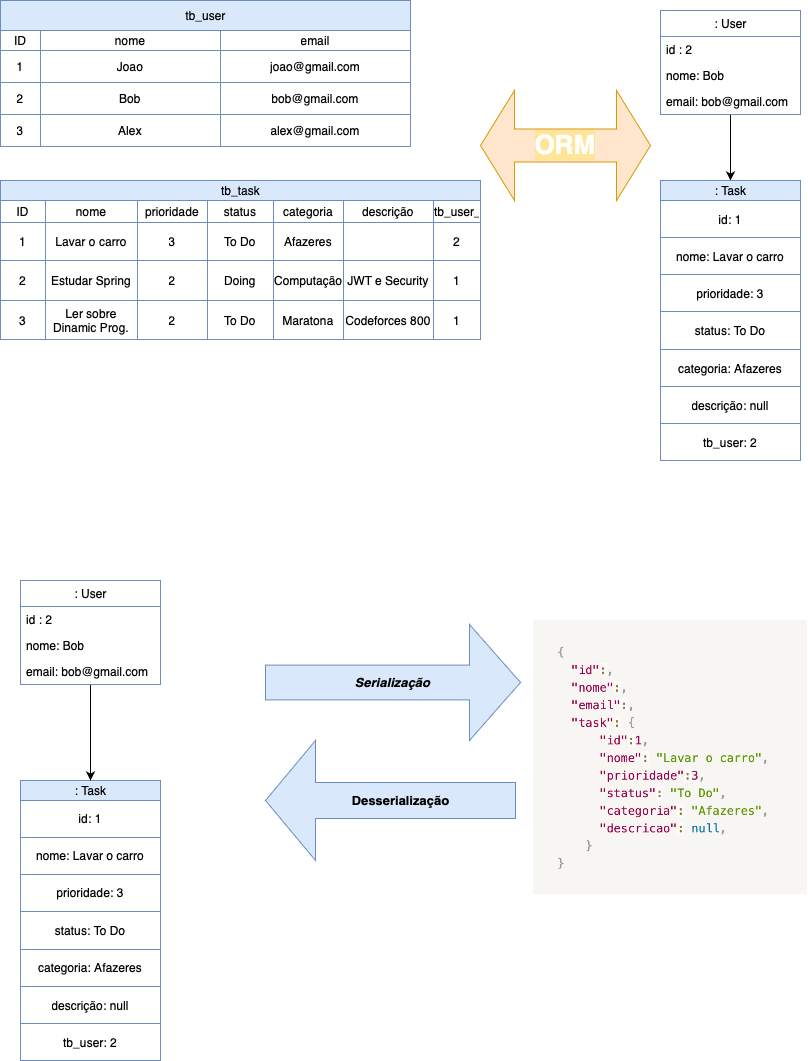 tb_user
ID nome email
1 Joao joao@gmail.com
2 Bob bob@gmail.com
3 Alex alex@gmail.com
tb_task
ID nome prioridade status categoria descrição tb_user_
1 Lavar o carro 3 To Do Afazeres 2
2 Estudar Spring 2 Doing Computação JWT e Security 1
3 Ler sobre Dinamic Prog. 2 To Do Maratona Codeforces 800 1
ORM
: User
id : 2
nome: Bob
email: bob@gmail.com
: Task
id: 1
nome: Lavar o carro
prioridade: 3
status: To Do
categoria: Afazeres
descrição: null
tb_user: 2
: User
id : 2
nome: Bob
email: bob@gmail.com
: Task
id: 1
nome: Lavar o carro
prioridade: 3
status: To Do
categoria: Afazeres
descrição: null
tb_user: 2
Serialização
Desserialização
{
"id":,
"nome":,
"email":,
"task": {
"id":1,
"nome": "Lavar o carro",
"prioridade":3,
"status": "To Do",
"categoria": "Afazeres",
"descricao": null,
}
}